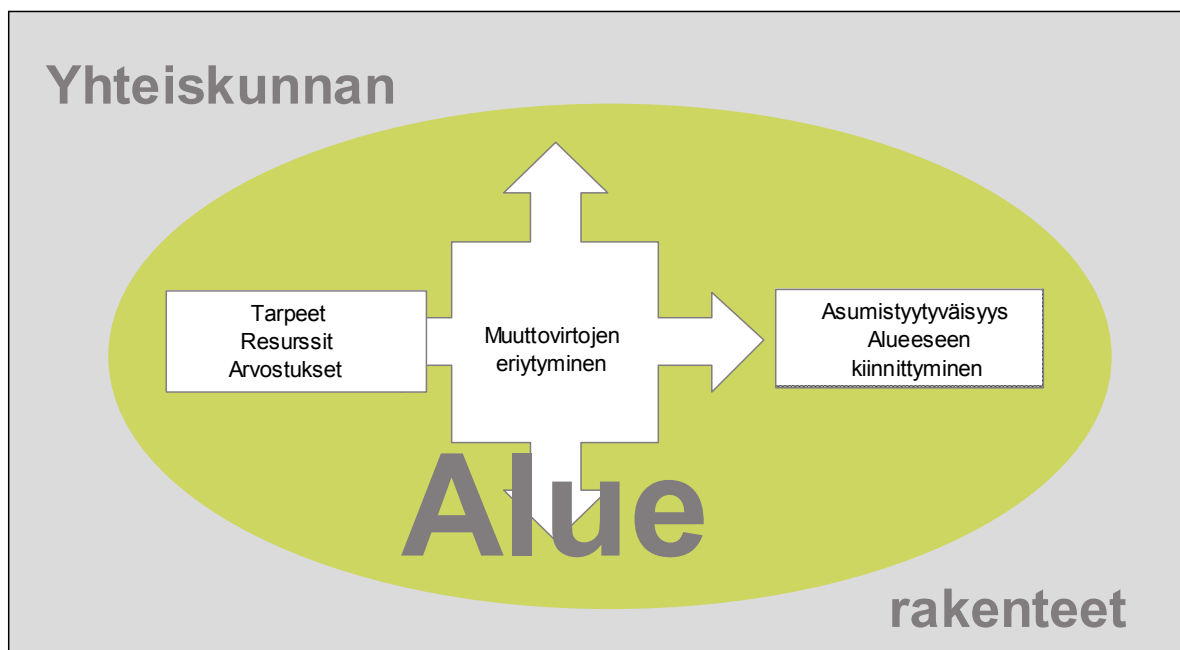 Yhteiskunnan
Tarpeet
Resurssit
Arvostukset
Muuttovirtojen
eriytyminen
Asumistyytyväisyys
Alueeseen
kiinnittyminen
Alue
rakenteet